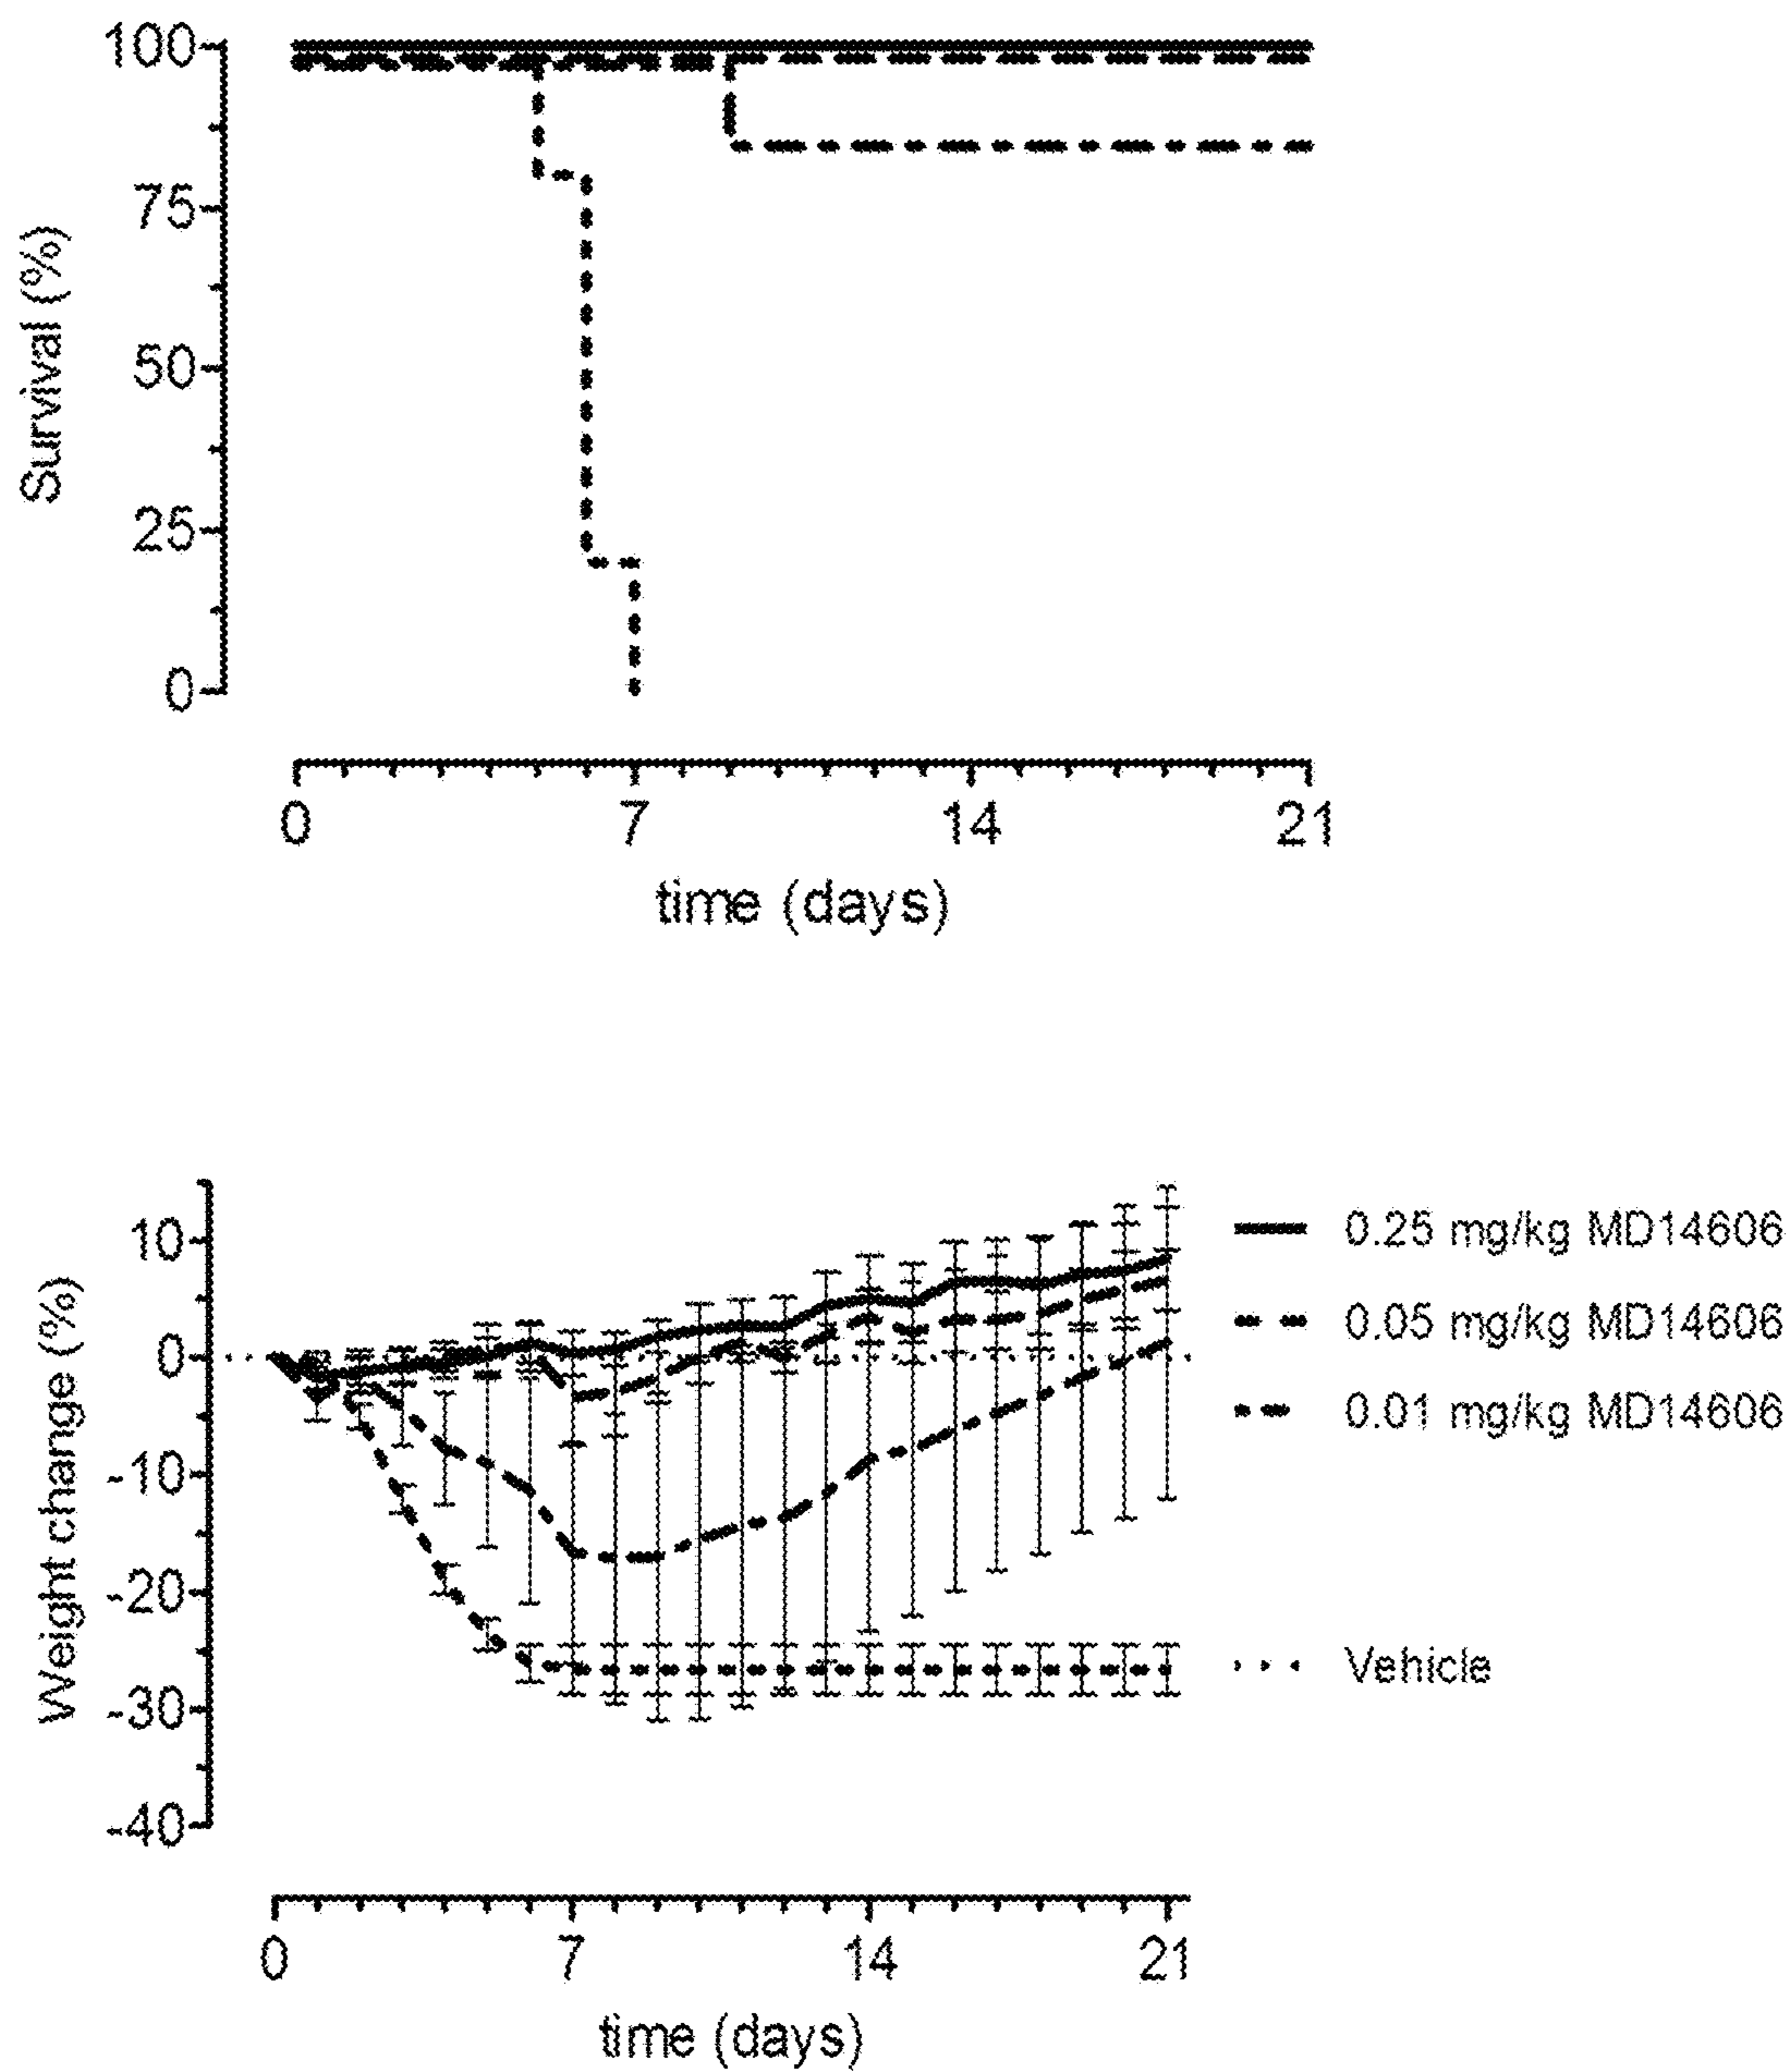 Survival (%)
100
75
50
25
0
0 7 14 21
time (days)
Weight change (%)
10
0
-10
-20
-30
-40
0.25 mg/kg MD14606
0.05 mg/kg MD14606
0.01 mg/kg MD14606
Vehicle
0 7 14 21
time (days)